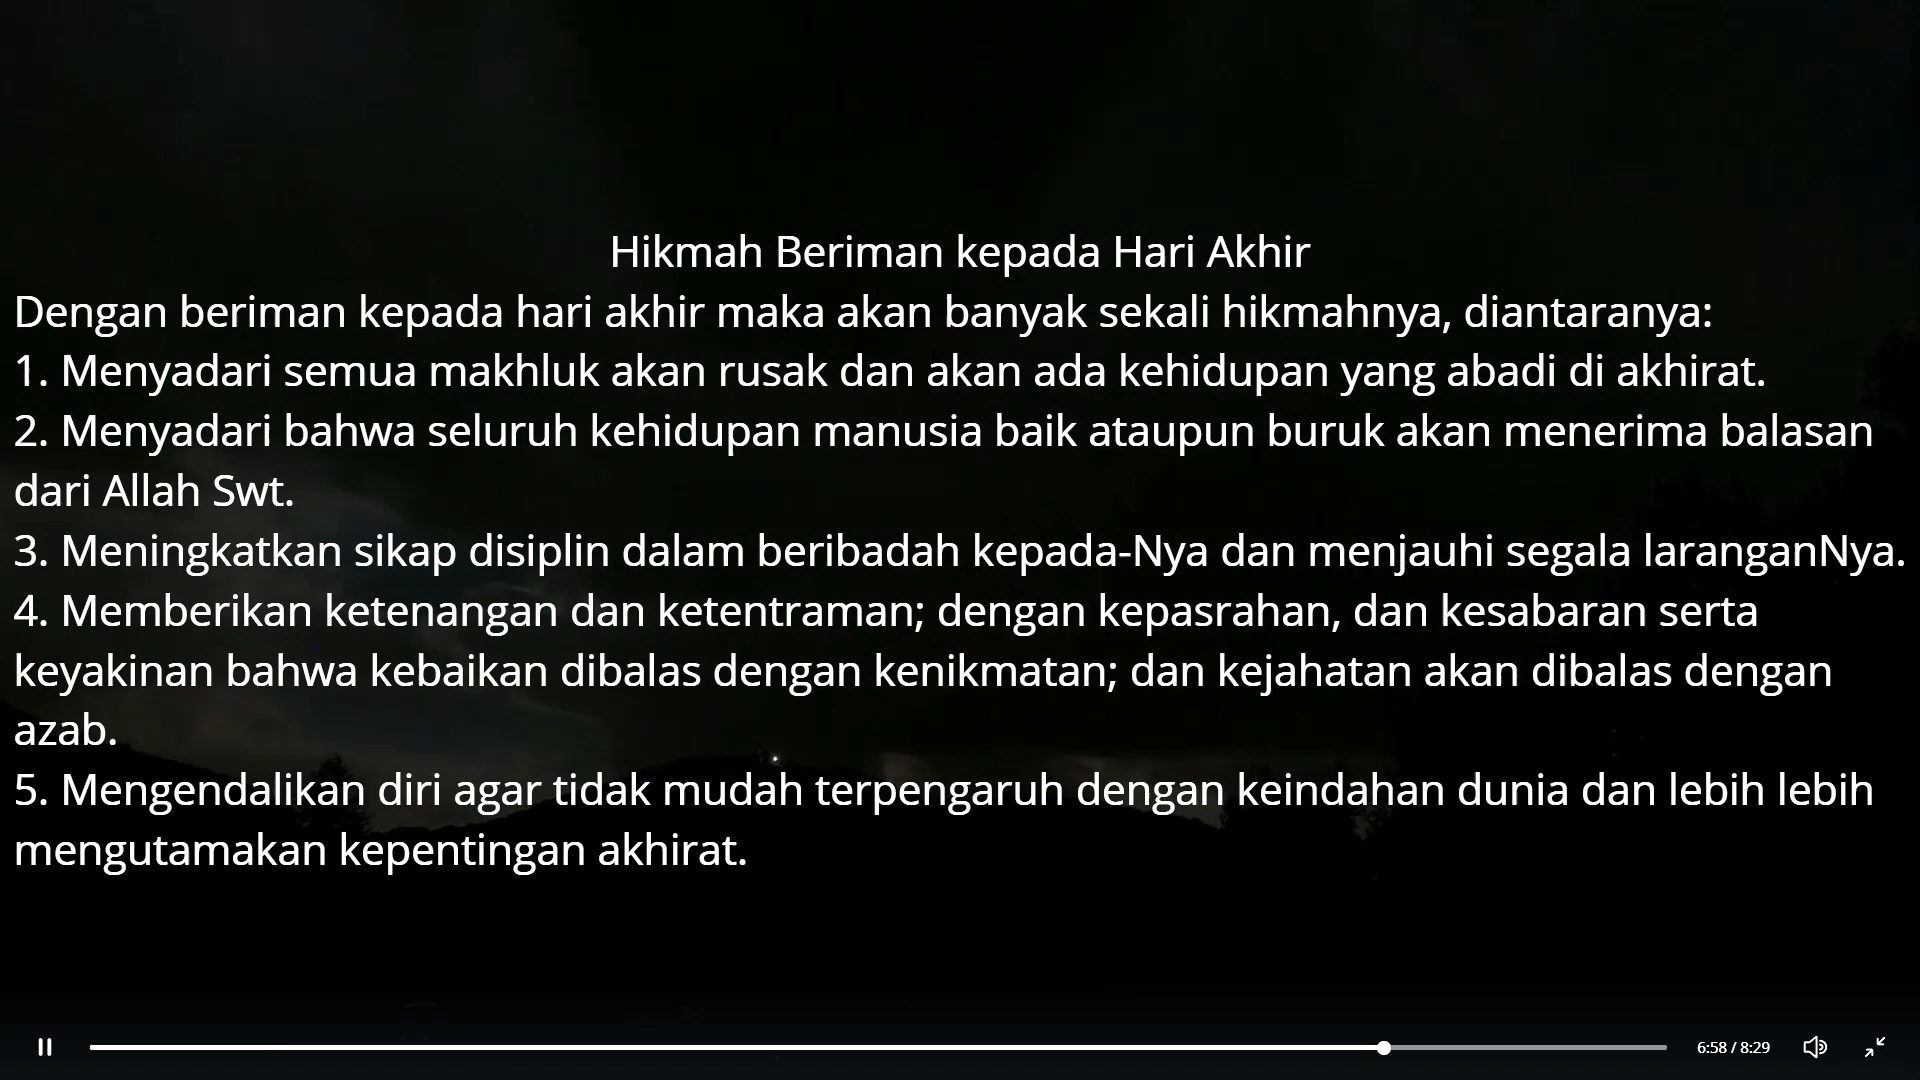 Hikmah Beriman kepada Hari Akhir
Dengan beriman kepada hari akhir maka akan banyak sekali hikmahnya, diantaranya:
1. Menyadari semua makhluk akan rusak dan akan ada kehidupan yang abadi di akhirat.
2. Menyadari bahwa seluruh kehidupan manusia baik ataupun buruk akan menerima balasan
dari Allah Swt.
3. Meningkatkan sikap disiplin dalam beribadah kepada-Nya dan menjauhi segala laranganNya.
4. Memberikan ketenangan dan ketentraman; dengan kepasrahan, dan kesabaran serta
keyakinan bahwa kebaikan dibalas dengan kenikmatan; dan kejahatan akan dibalas dengan
azab.
5. Mengendalikan diri agar tidak mudah terpengaruh dengan keindahan dunia dan lebih lebih
mengutamakan kepentingan akhirat.
6:58 / 8:29